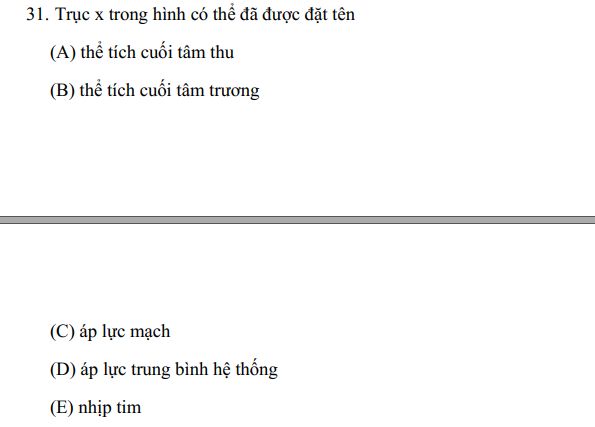 31. Trục x trong hình có thể đã được đặt tên
(A) thể tích cuối tâm thu
(B) thể tích cuối tâm trương
(C) áp lực mạch
(D) áp lực trung bình hệ thống
(E) nhịp tim